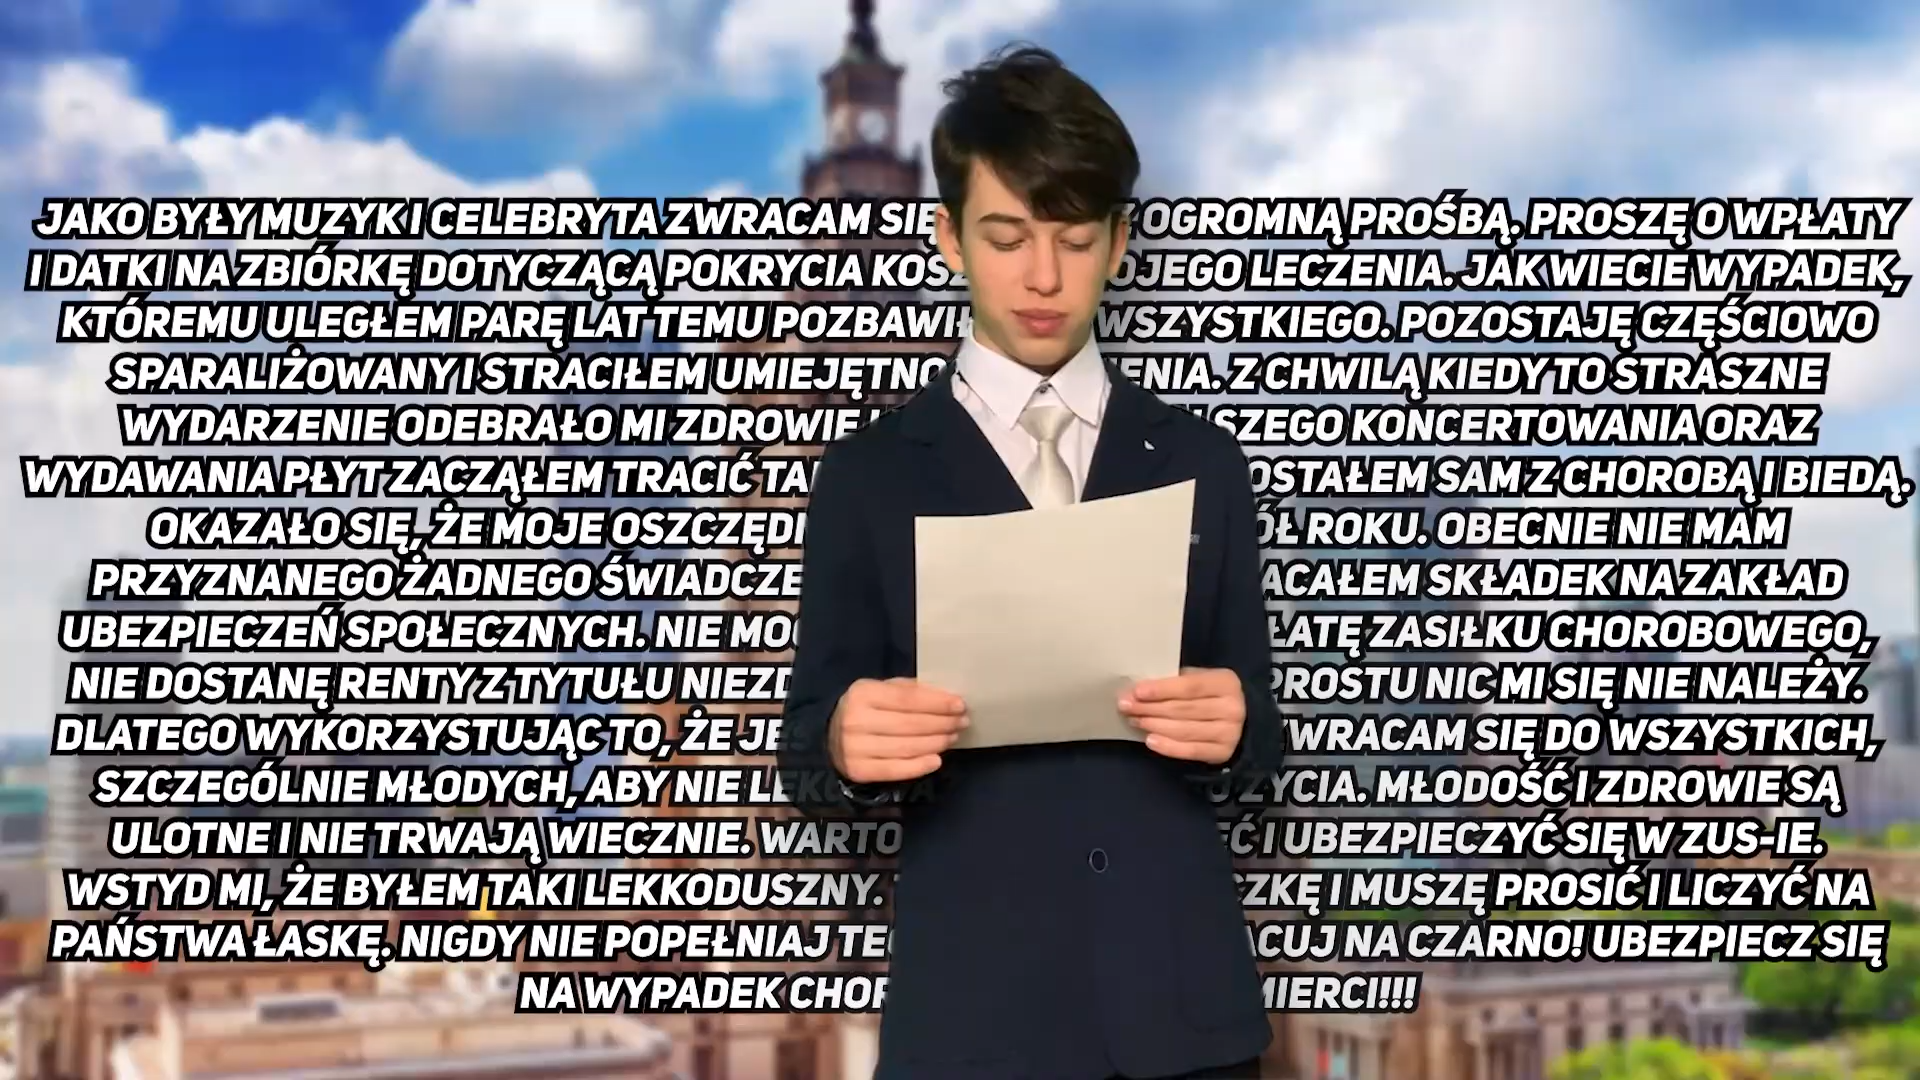 JAKO BYŁY MUZYK I CELEBRYTA ZWRACAM SIĘ Z OGROMNĄ PROŚBĄ. PROSZĘ O WPŁATY
I DATKI NA ZBIÓRKĘ DOTYCZĄCĄ POKRYCIA LECZENIA. JAK WIECIE WYPADEK,
KTÓREMU ULEGŁEM PARĘ LAT TEMU WSZYSTKIEGO. POZOSTAJĘ CZĘŚCIOWO
SPARALIŻOWANY I STRACIŁEM Z CHWILĄ KIEDY TO STRASZNE
WYDARZENIE ODEBRAŁO MI ZDROWIE KONCERTOWANIA ORAZ
WYDAWANIA PŁYT ZACZĄŁEM TRACIĆ SAM Z CHOROBĄ I BIEDĄ.
OKAZAŁO SIĘ, ŻE MOJE ROKU. OBECNIE NIE MAM
PRZYZNANEGO ŻADNEGO SKŁADEK NA ZAKŁAD
UBEZPIECZEŃ SPOŁECZNYCH. NIE ZASIŁKU CHOROBOWEGO,
NIE DOSTANĘ RENTY Z TYTUŁU PROSTU NIC MI SIĘ NIE NALEŻY.
DLATEGO WYKORZYSTUJĄC TO, ŻE ZWRACAM SIĘ DO WSZYSTKICH,
SZCZEGÓLNIE MŁODYCH, ABY NIE ŻYCIA. MŁODOŚĆ I ZDROWIE SĄ
ULOTNE I NIE TRWAJĄ WIECZNIE. WARTO I UBEZPIECZYĆ SIĘ W ZUS-IE.
WSTYD MI, ŻE BYŁEM TAKI LEKKODUSZNY. I MUSZĘ PROSIĆ I LICZYĆ NA
PAŃSTWA ŁASKĘ. NIGDY NIE POPEŁNIAJ NA CZARNO! UBEZPIECZ SIĘ
NA WYPADEK